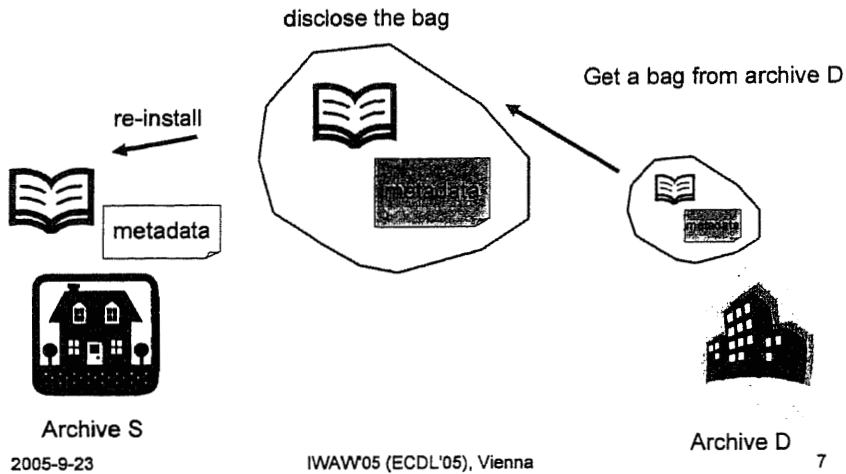 disclose the bag
Get a bag from archive D
re-install
metadata
metadata
metadata
Archive S
Archive D
2005-9-23
IWAW'05 (ECDL'05), Vienna
7